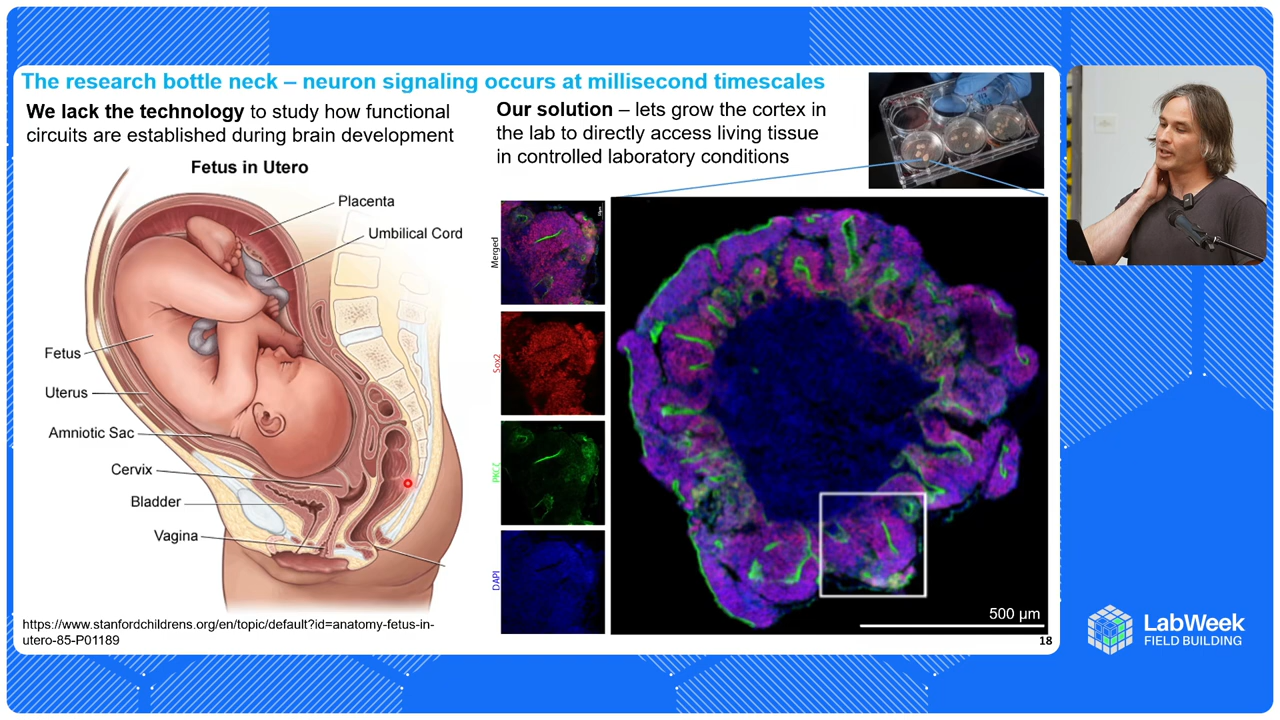 The research bottle neck – neuron signaling occurs at millisecond timescales
We lack the technology to study how functional
circuits are established during brain development
Our solution – lets grow the cortex in
the lab to directly access living tissue
in controlled laboratory conditions
Fetus in Utero
Placenta
Umbilical Cord
Fetus
Uterus
Amniotic Sac
Cervix
Bladder
Vagina
Merged
Sox2
PKCζ
DAPI
500 µm
https://www.stanfordchildrens.org/en/topic/default?id=anatomy-fetus-in-
utero-85-P01189
18
LabWeek
FIELD BUILDING